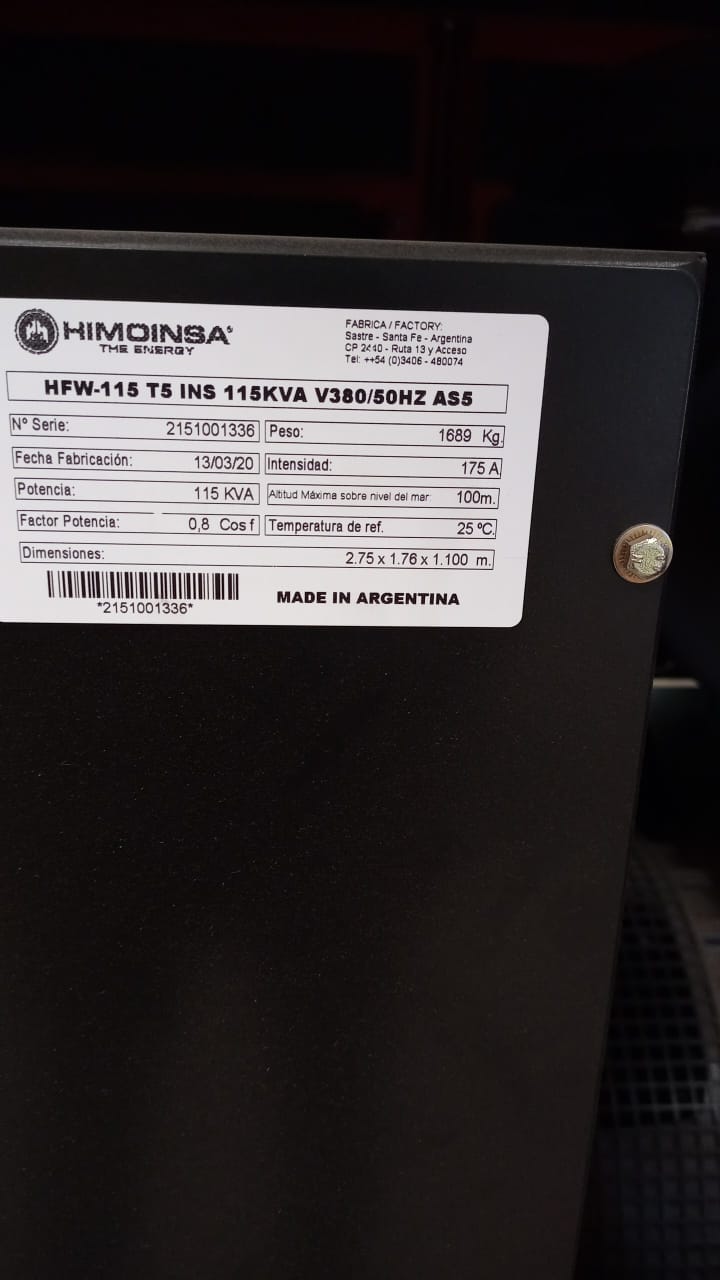 HIMOINSA®
THE ENERGY
FABRICA / FACTORY:
Sastre - Santa Fe - Argentina
CP 2440 - Ruta 13 y Acceso
Tel: ++54 (0)3406 - 480074
HFW-115 T5 INS 115KVA V380/50HZ AS5
Nº Serie: 2151001336
Peso: 1689 Kg.
Fecha Fabricación: 13/03/20
Intensidad: 175 A
Potencia: 115 KVA
Altitud Máxima sobre nivel del mar: 100m.
Factor Potencia: 0,8 Cos f
Temperatura de ref. 25 ºC.
Dimensiones: 2.75 x 1.76 x 1.100 m.
*2151001336*
MADE IN ARGENTINA